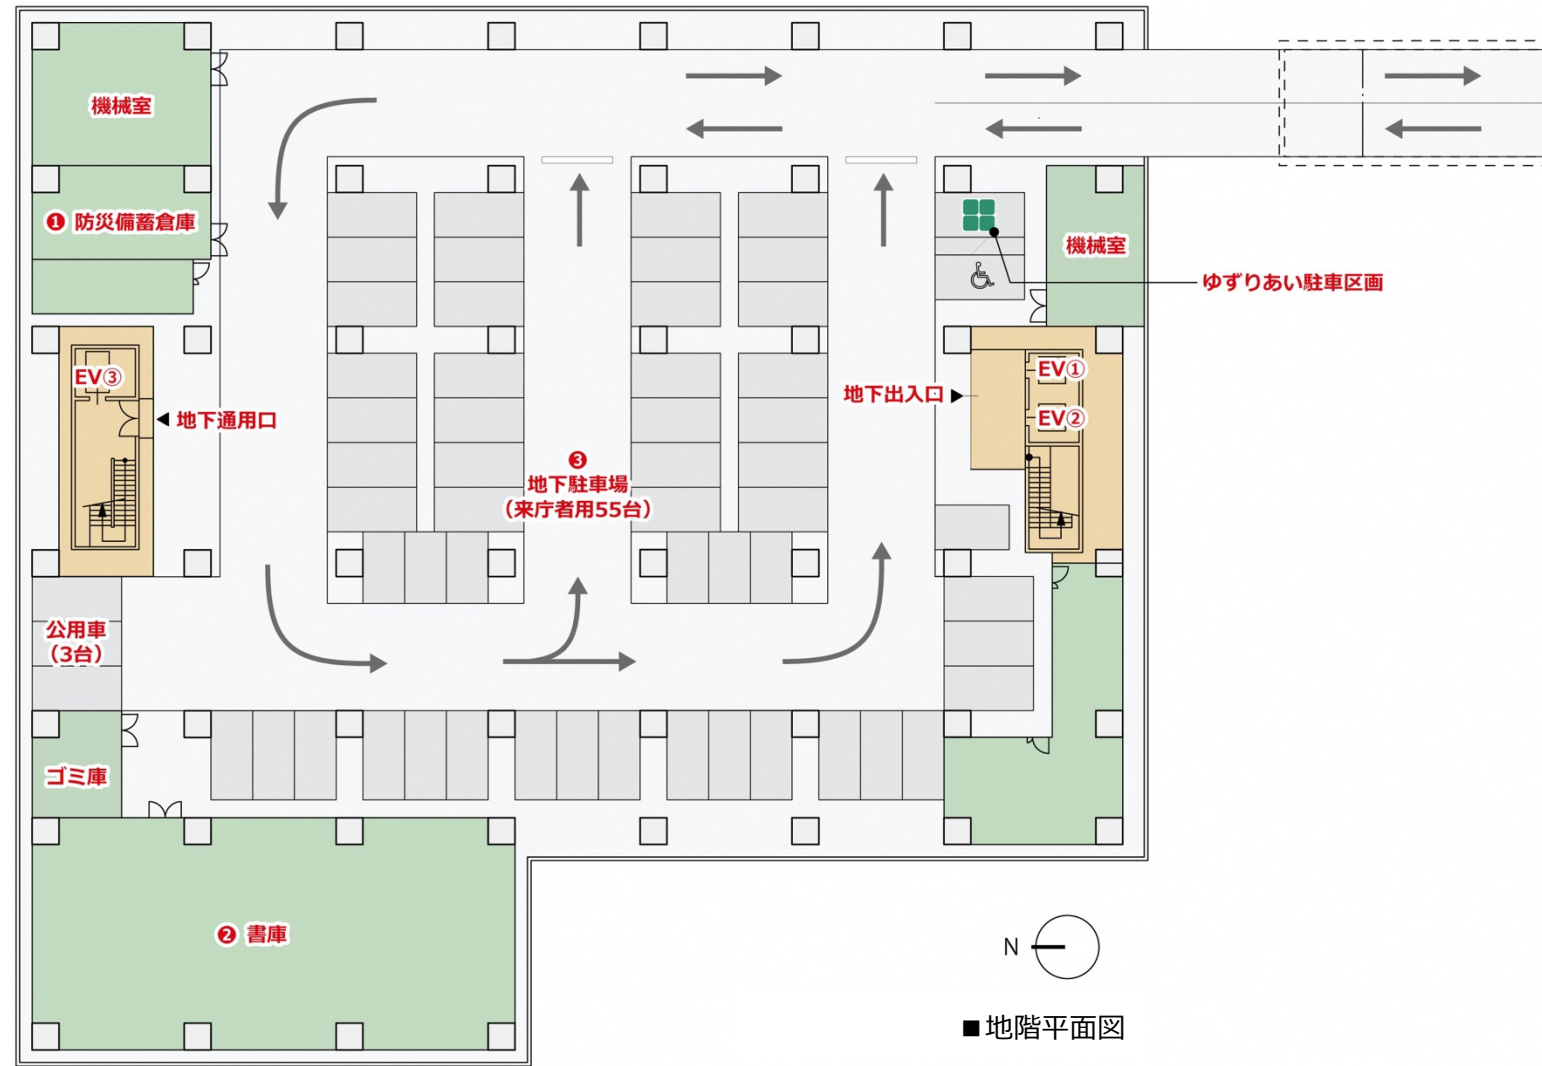 機械室
❶ 防災備蓄倉庫
機械室
ゆずりあい駐車区画
EV③
地下通用口
EV①
地下出入口
EV②
❸
地下駐車場
（来庁者用55台）
公用車
（3台）
ゴミ庫
❷ 書庫
N
■地階平面図